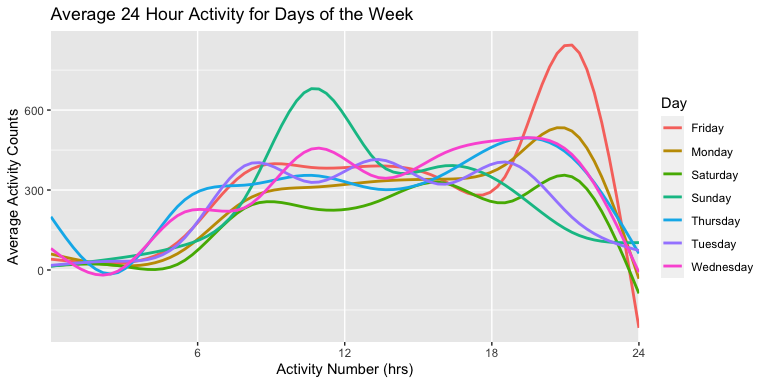 Average 24 Hour Activity for Days of the Week
Average Activity Counts
600
300
0
6
12
18
24
Activity Number (hrs)
Day
Friday
Monday
Saturday
Sunday
Thursday
Tuesday
Wednesday